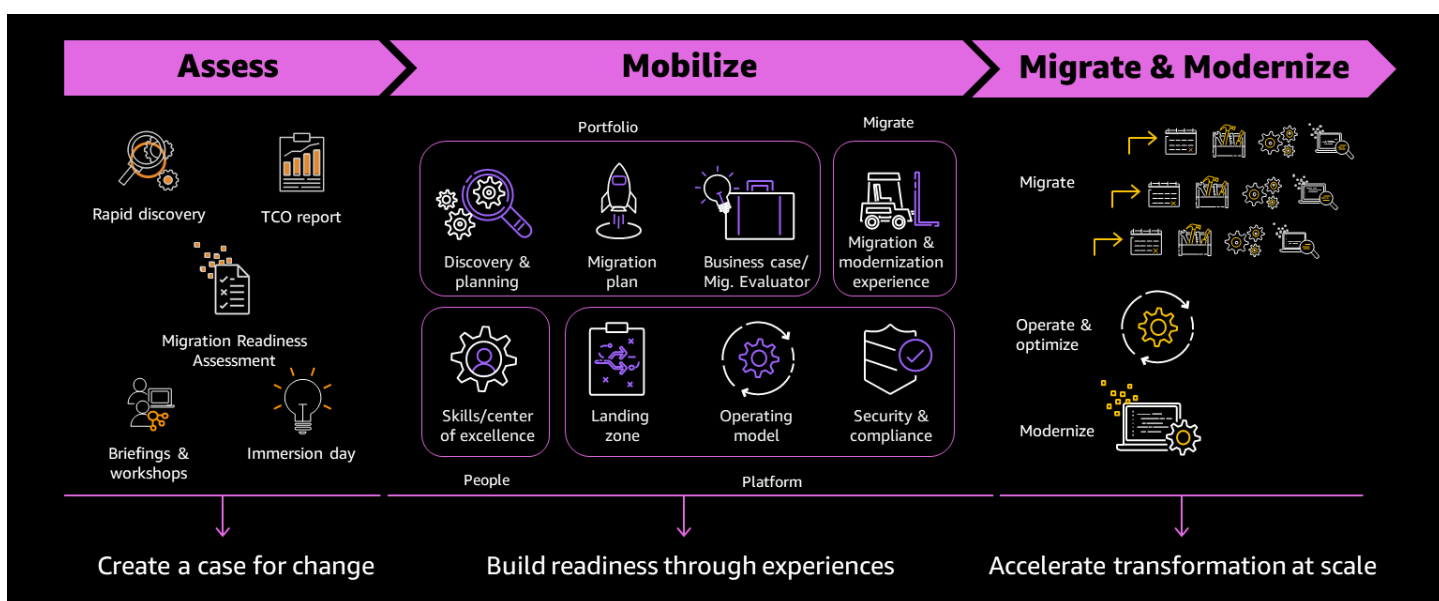 Assess
Mobilize
Migrate & Modernize
Rapid discovery
TCO report
Migration Readiness
Assessment
Briefings &
workshops
Immersion day
Portfolio
Discovery &
planning
Migration
plan
Business case/
Mig. Evaluator
Migrate
Migration &
modernization
experience
Skills/center
of excellence
People
Landing
zone
Operating
model
Security &
compliance
Platform
Migrate
Operate &
optimize
Modernize
Create a case for change
Build readiness through experiences
Accelerate transformation at scale